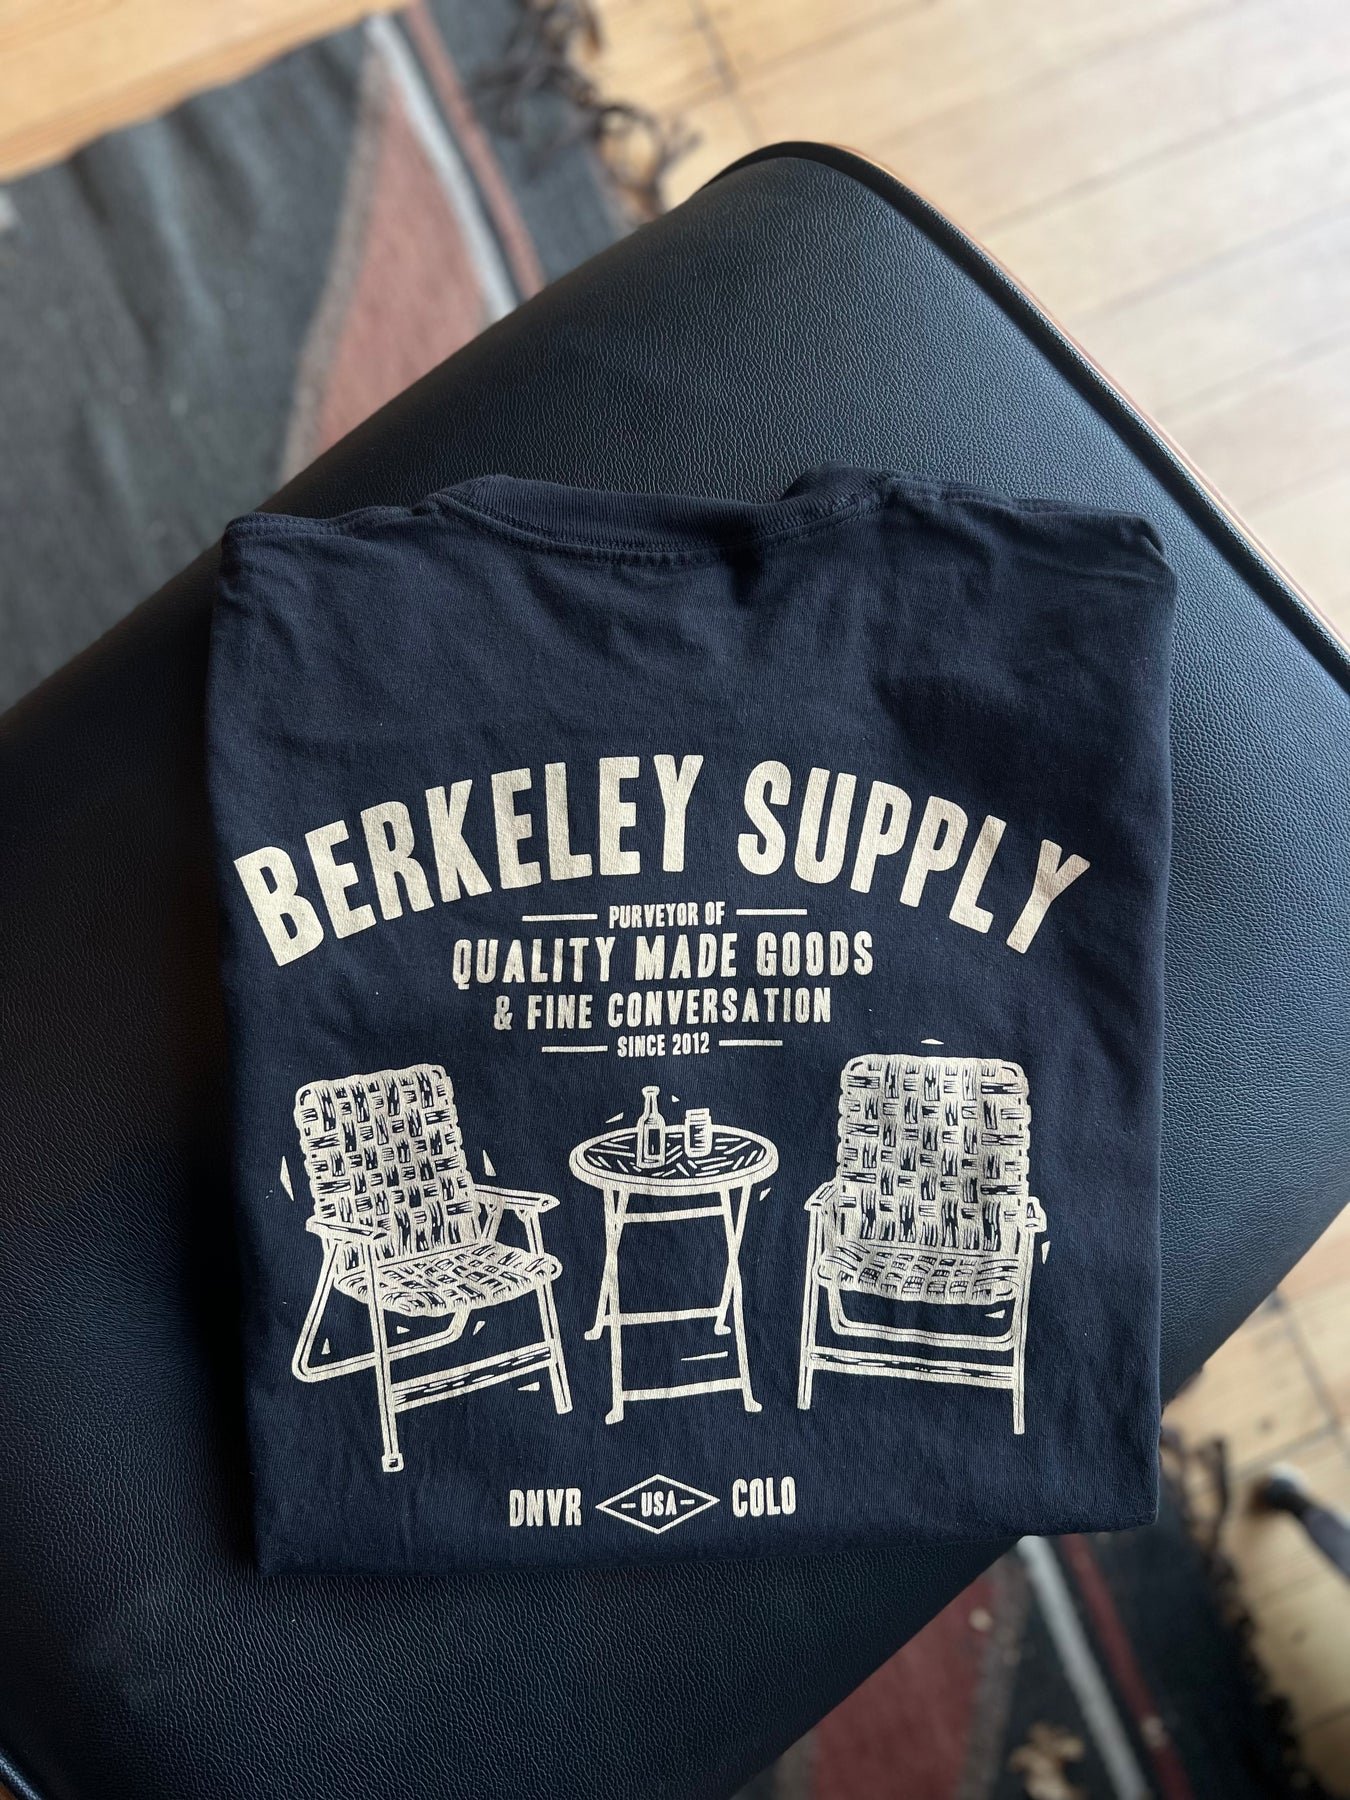 BERKELEY SUPPLY
PURVEYOR OF
QUALITY MADE GOODS
& FINE CONVERSATION
SINCE 2012
DNVR -USA- COLO